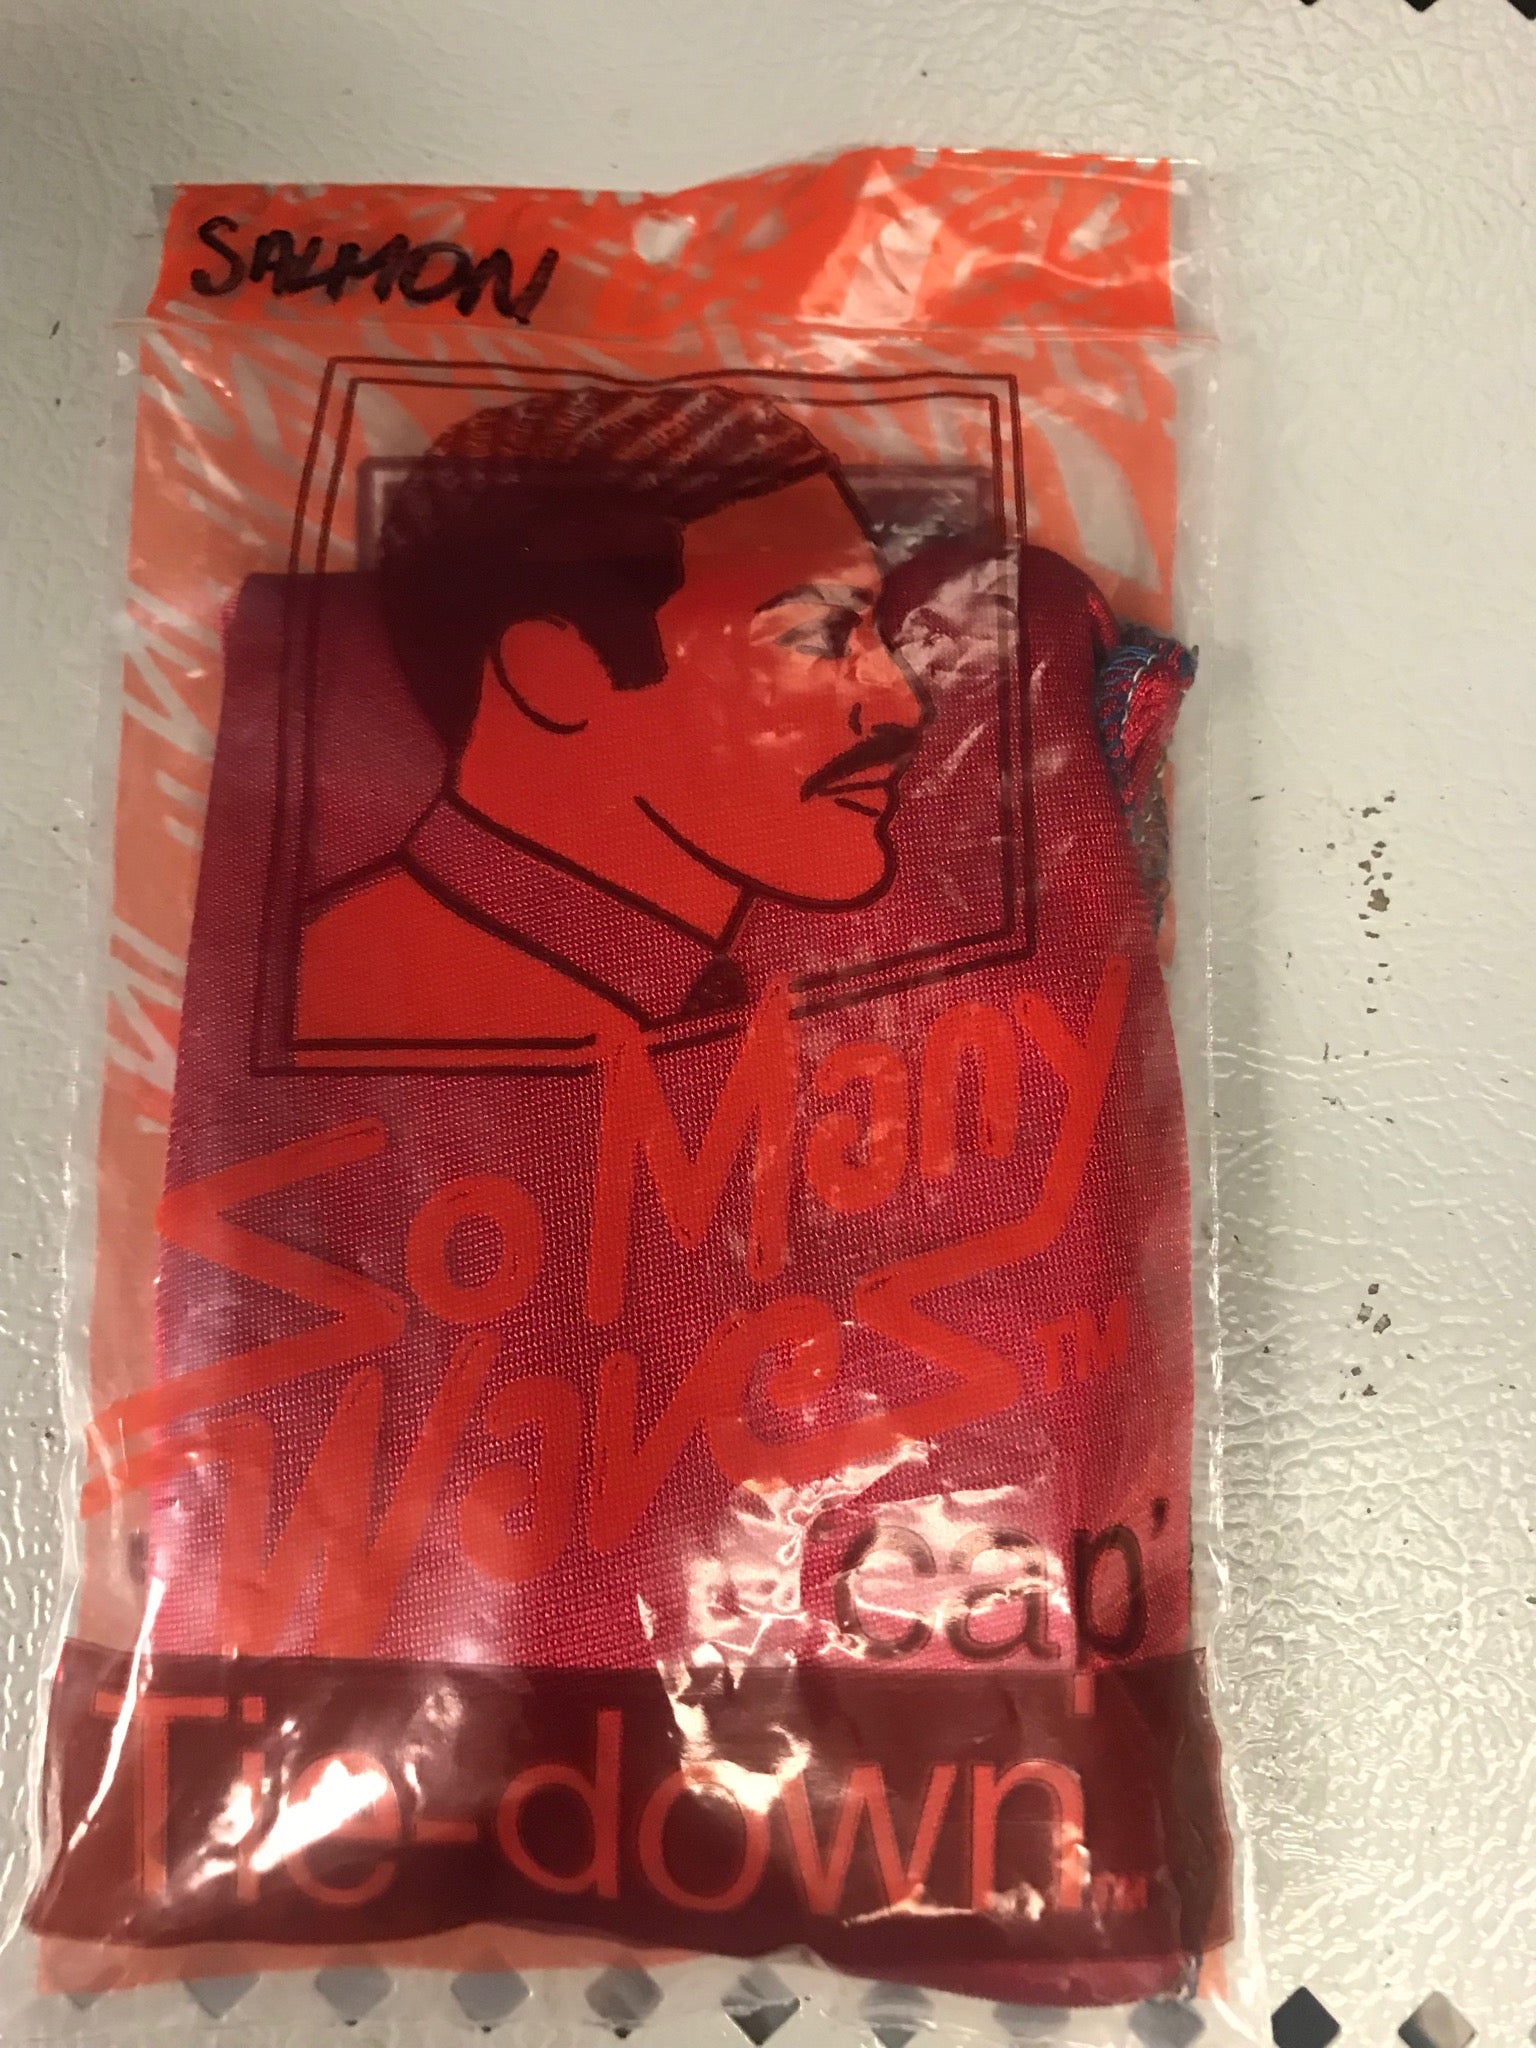 SALMON
So Many
Waves™
cap'
Tie-down™